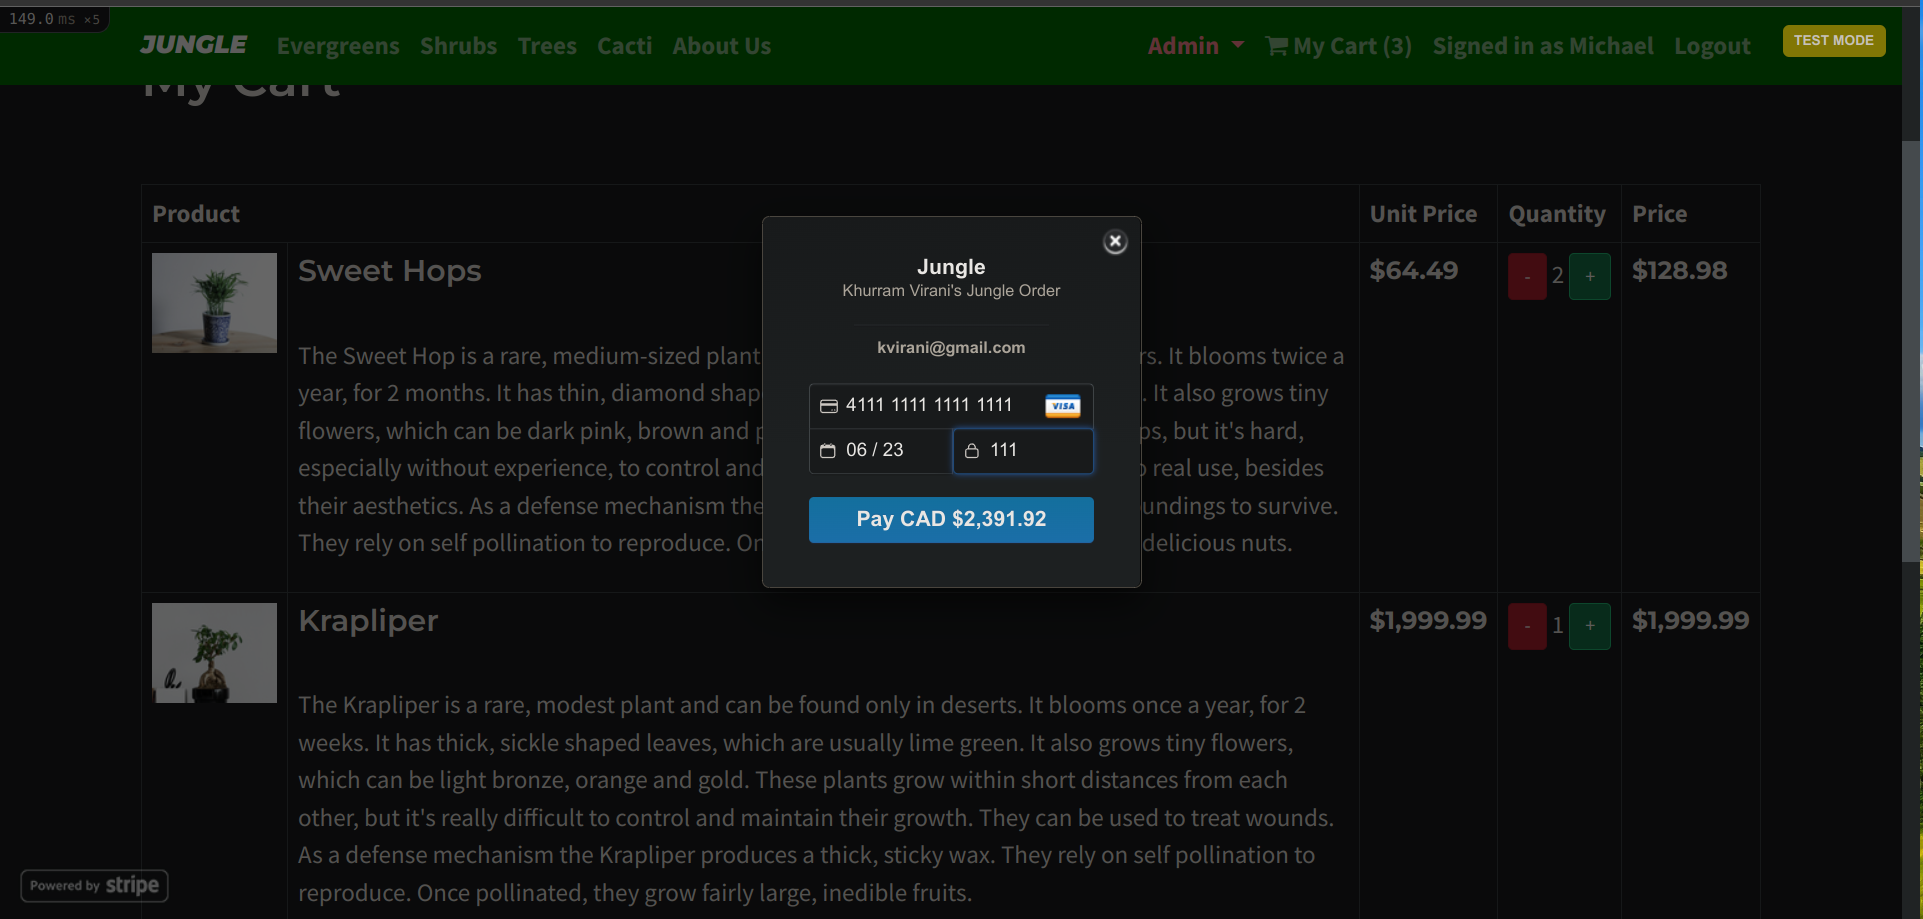 149.0 ms ×5
JUNGLE Evergreens Shrubs Trees Cacti About Us Admin My Cart (3) Signed in as Michael Logout TEST MODE
My Cart
Product Unit Price Quantity Price
Sweet Hops $64.49 - 2 + $128.98
The Sweet Hop is a rare, medium-sized plant rs. It blooms twice a
year, for 2 months. It has thin, diamond shap . It also grows tiny
flowers, which can be dark pink, brown and p ps, but it's hard,
especially without experience, to control and o real use, besides
their aesthetics. As a defense mechanism the undings to survive.
They rely on self pollination to reproduce. On delicious nuts.
Jungle
Khurram Virani's Jungle Order
kvirani@gmail.com
4111 1111 1111 1111 VISA
06 / 23 111
Pay CAD $2,391.92
Krapliper $1,999.99 - 1 + $1,999.99
The Krapliper is a rare, modest plant and can be found only in deserts. It blooms once a year, for 2
weeks. It has thick, sickle shaped leaves, which are usually lime green. It also grows tiny flowers,
which can be light bronze, orange and gold. These plants grow within short distances from each
other, but it's really difficult to control and maintain their growth. They can be used to treat wounds.
As a defense mechanism the Krapliper produces a thick, sticky wax. They rely on self pollination to
reproduce. Once pollinated, they grow fairly large, inedible fruits.
Powered by stripe